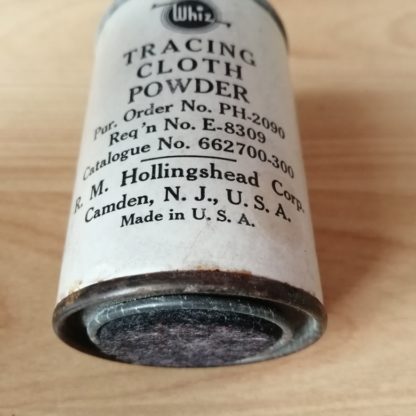 Whiz
TRACING
CLOTH
POWDER
Pur. Order No. PH-2090
Req'n No. E-8309
Catalogue No. 662700-300
R. M. Hollingshead Corp.
Camden, N. J., U. S. A.
Made in U. S. A.